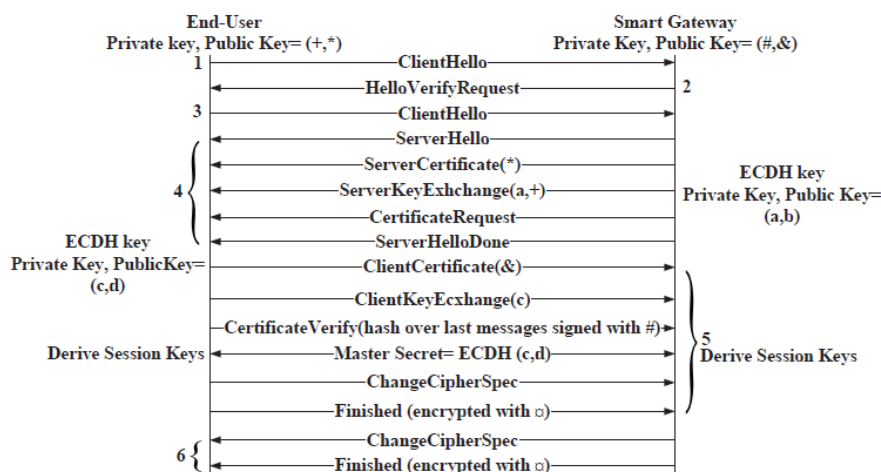 End-User
Private key, Public Key= (+,*)
Smart Gateway
Private Key, Public Key= (#,&)
1
ClientHello
HelloVerifyRequest
2
3
ClientHello
ServerHello
ServerCertificate(*)
4
ServerKeyExhchange(a,+)
ECDH key
Private Key, Public Key=
(a,b)
CertificateRequest
ServerHelloDone
ECDH key
Private Key, PublicKey=
(c,d)
ClientCertificate(&)
ClientKeyEcxhange(c)
CertificateVerify(hash over last messages signed with #)
5
Derive Session Keys
Master Secret= ECDH (c,d)
Derive Session Keys
ChangeCipherSpec
Finished (encrypted with ¤)
ChangeCipherSpec
6
Finished (encrypted with ¤)